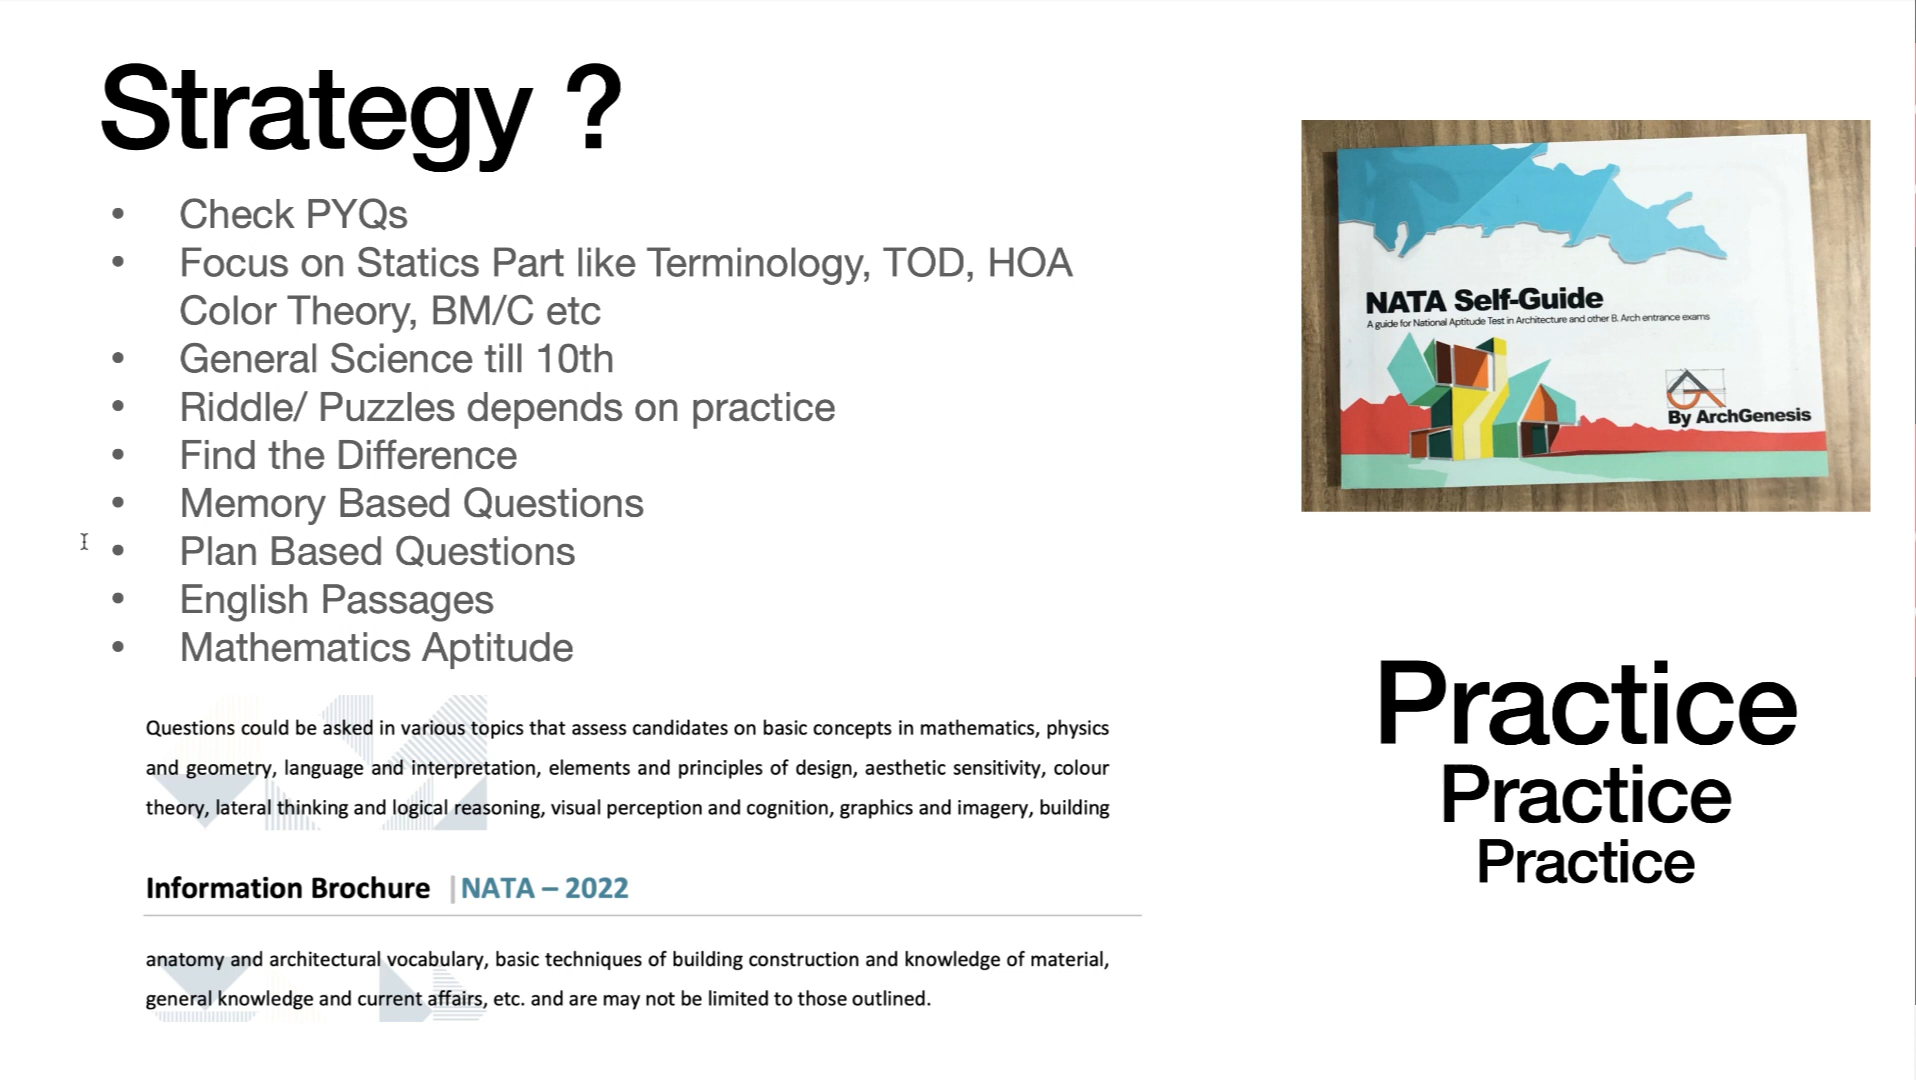 Strategy ?
• Check PYQs
• Focus on Statics Part like Terminology, TOD, HOA
Color Theory, BM/C etc
• General Science till 10th
• Riddle/ Puzzles depends on practice
• Find the Difference
• Memory Based Questions
• Plan Based Questions
• English Passages
• Mathematics Aptitude
Questions could be asked in various topics that assess candidates on basic concepts in mathematics, physics
and geometry, language and interpretation, elements and principles of design, aesthetic sensitivity, colour
theory, lateral thinking and logical reasoning, visual perception and cognition, graphics and imagery, building
Information Brochure |NATA – 2022
anatomy and architectural vocabulary, basic techniques of building construction and knowledge of material,
general knowledge and current affairs, etc. and are may not be limited to those outlined.
NATA Self-Guide
A guide for National Aptitude Test in Architecture and other B. Arch entrance exams
By ArchGenesis
Practice
Practice
Practice